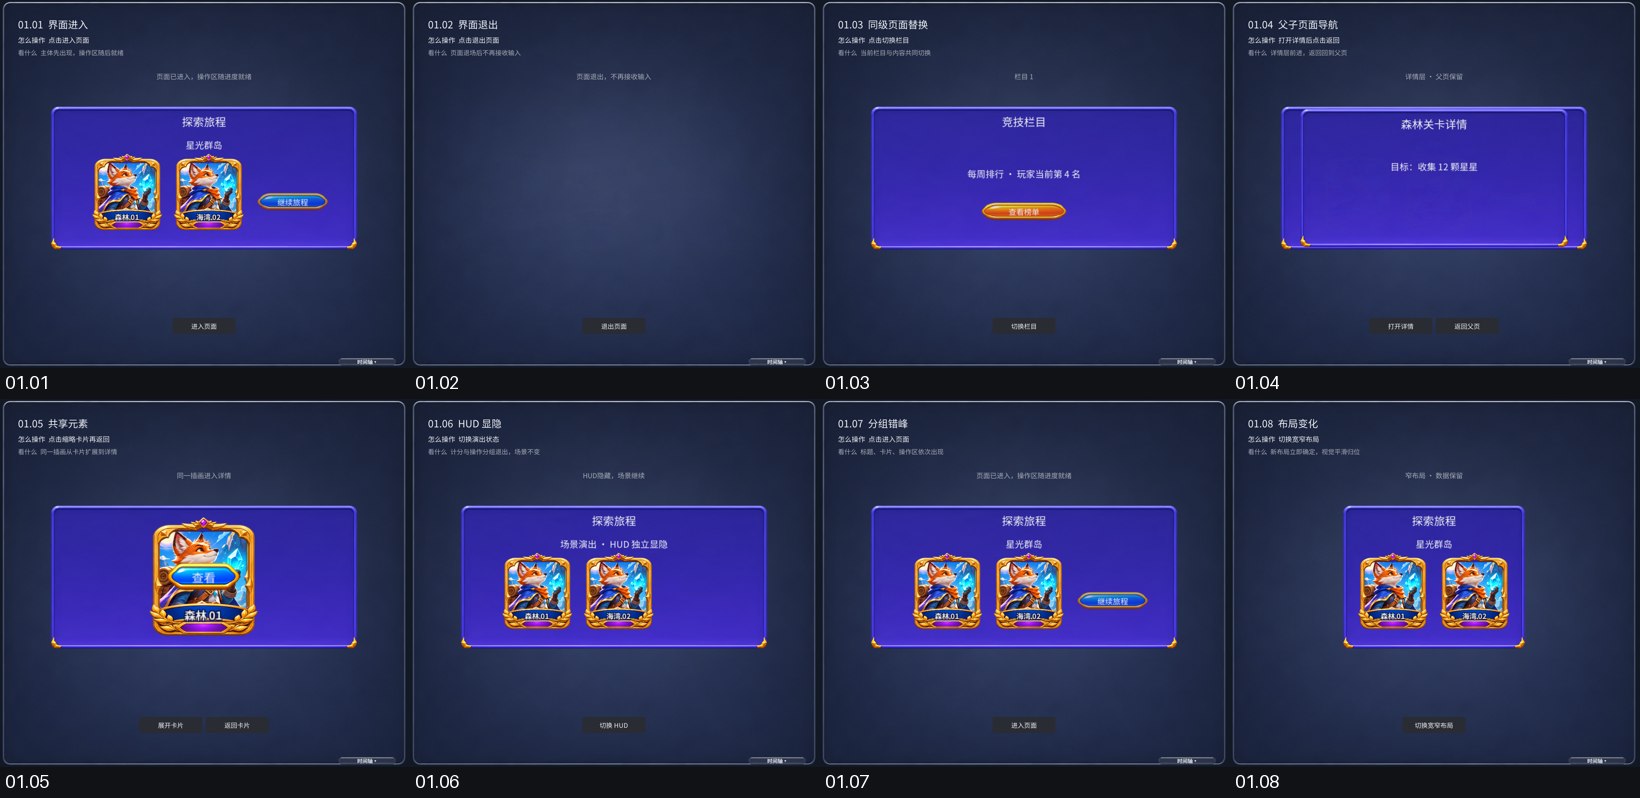 01.01 界面进入
怎么操作 点击进入页面
看什么 主体先出现，操作区随后就绪
页面已进入，操作区随进度就绪
探索旅程
星光群岛
森林.01
海湾.02
继续旅程
进入页面
时间轴
01.01
01.02 界面退出
怎么操作 点击退出页面
看什么 页面退场后不再接收输入
页面退出，不再接收输入
退出页面
时间轴
01.02
01.03 同级页面替换
怎么操作 点击切换栏目
看什么 当前栏目与内容共同切换
栏目 1
竞技栏目
每周排行 · 玩家当前第 4 名
查看榜单
切换栏目
时间轴
01.03
01.04 父子页面导航
怎么操作 打开详情后点击返回
看什么 详情层前进，返回回到父页
详情层 · 父页保留
森林关卡详情
目标：收集 12 颗星星
打开详情
返回父页
时间轴
01.04
01.05 共享元素
怎么操作 点击缩略卡片再返回
看什么 同一插画从卡片扩展到详情
同一插画进入详情
查看
森林.01
展开卡片
返回卡片
时间轴
01.05
01.06 HUD 显隐
怎么操作 切换演出状态
看什么 计分与操作分组退出，场景不变
HUD隐藏，场景继续
探索旅程
场景演出 · HUD 独立显隐
森林.01
海湾.02
切换 HUD
时间轴
01.06
01.07 分组错峰
怎么操作 点击进入页面
看什么 标题、卡片、操作区依次出现
页面已进入，操作区随进度就绪
探索旅程
星光群岛
森林.01
海湾.02
继续旅程
进入页面
时间轴
01.07
01.08 布局变化
怎么操作 切换宽窄布局
看什么 新布局立即确定，视觉平滑归位
窄布局 · 数据保留
探索旅程
星光群岛
森林.01
海湾.02
切换宽窄布局
时间轴
01.08